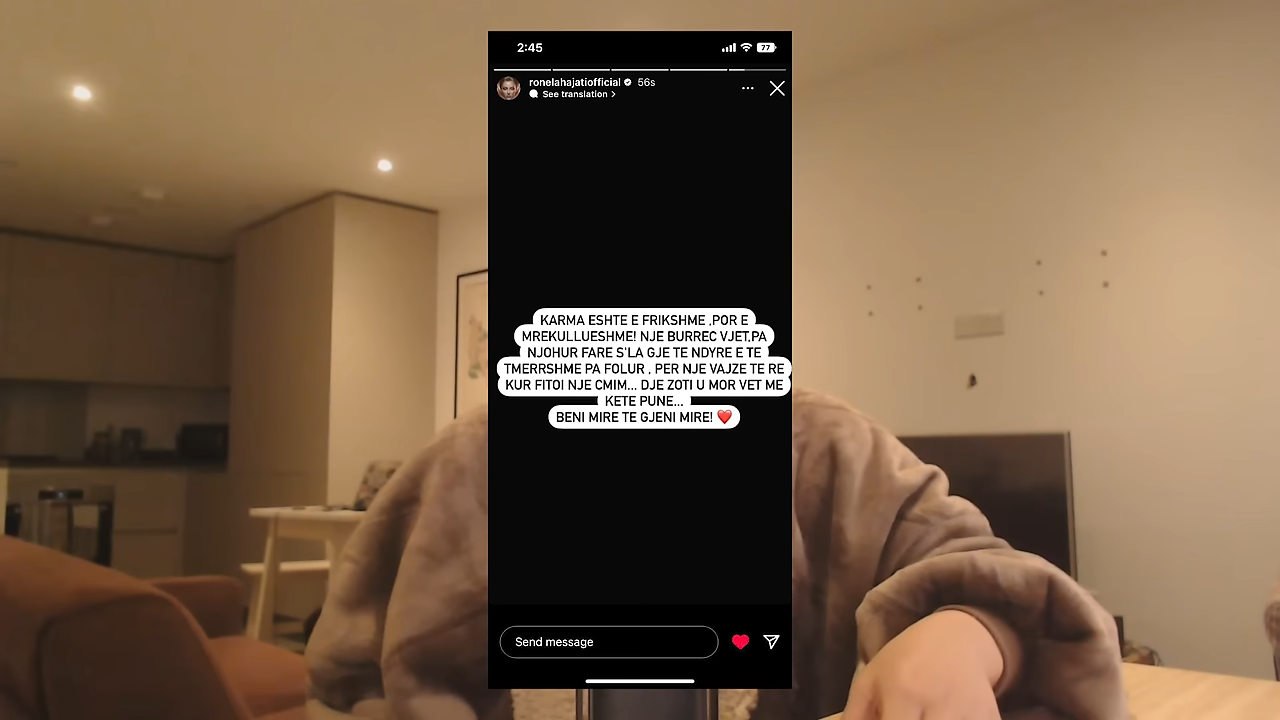 2:45
77
ronelahajatiofficial 56s
See translation >
KARMA ESHTE E FRIKSHME ,POR E
MREKULLUESHME! NJE BURREC VJET,PA
NJOHUR FARE S'LA GJE TE NDYRE E TE
TMERRSHME PA FOLUR , PER NJE VAJZE TE RE
KUR FITOI NJE CMIM... DJE ZOTI U MOR VET ME
KETE PUNE...
BENI MIRE TE GJENI MIRE! ❤️
Send message